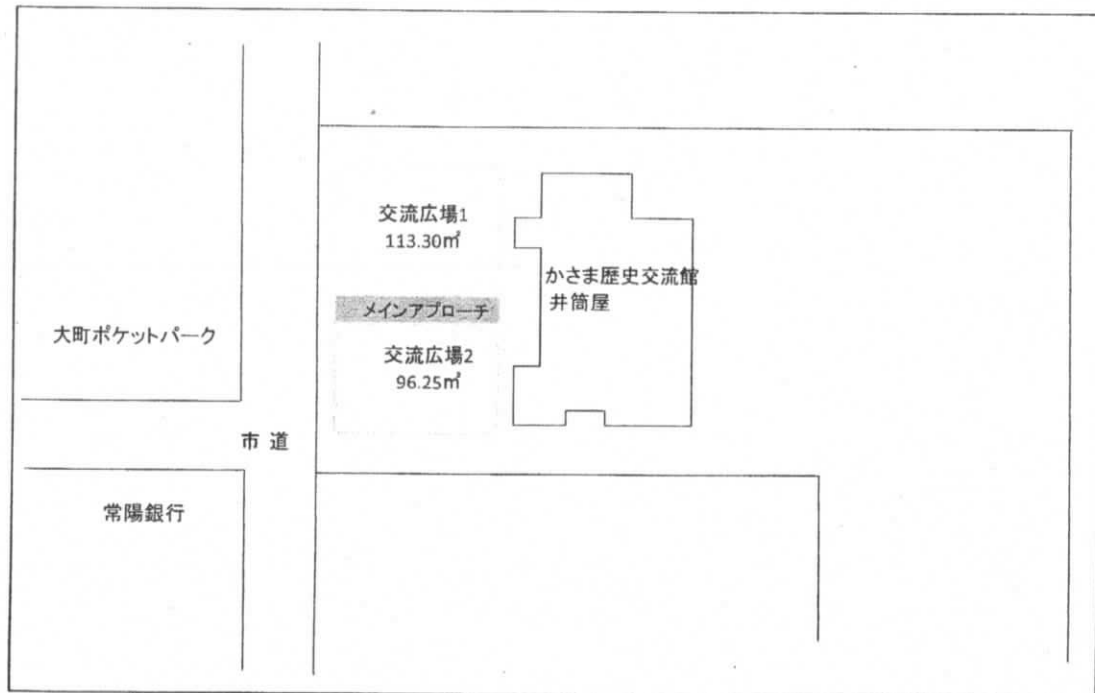 交流広場1
113.30㎡
かさま歴史交流館
井筒屋
メインアプローチ
大町ポケットパーク
交流広場2
96.25㎡
市道
常陽銀行